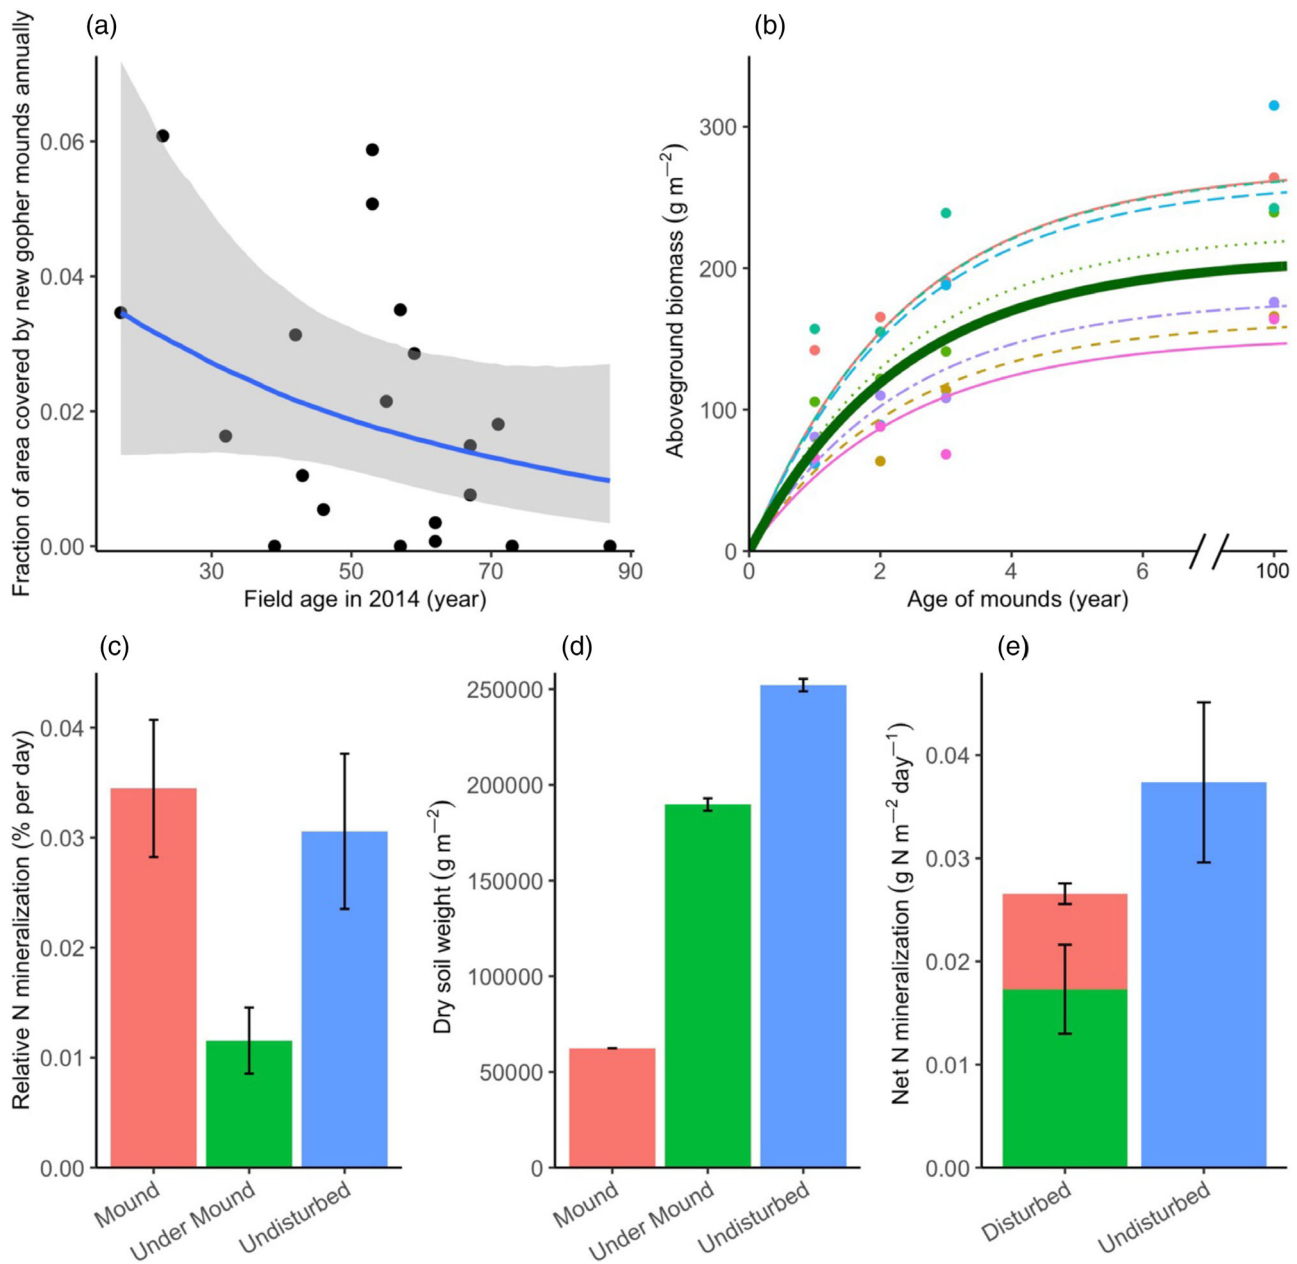 (a)
Fraction of area covered by new gopher mounds annually
0.06
0.04
0.02
0.00
30 50 70 90
Field age in 2014 (year)
(b)
Aboveground biomass (g m−2)
300
200
100
0
0 2 4 6 100
Age of mounds (year)
(c)
Relative N mineralization (% per day)
0.04
0.03
0.02
0.01
0.00
Mound
Under Mound
Undisturbed
(d)
Dry soil weight (g m−2)
250000
200000
150000
100000
50000
0
Mound
Under Mound
Undisturbed
(e)
Net N mineralization (g N m−2 day−1)
0.04
0.03
0.02
0.01
0.00
Disturbed
Undisturbed